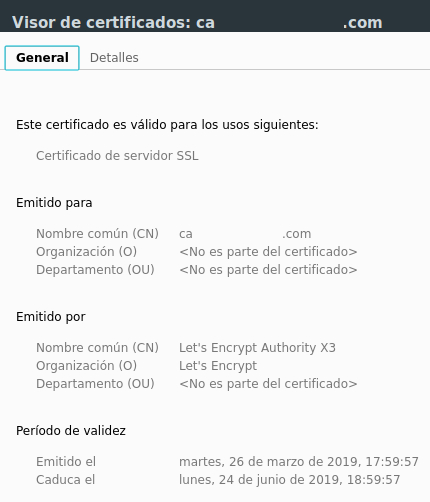 Visor de certificados: ca .com
General Detalles
Este certificado es válido para los usos siguientes:
Certificado de servidor SSL
Emitido para
Nombre común (CN) ca .com
Organización (O) <No es parte del certificado>
Departamento (OU) <No es parte del certificado>
Emitido por
Nombre común (CN) Let's Encrypt Authority X3
Organización (O) Let's Encrypt
Departamento (OU) <No es parte del certificado>
Período de validez
Emitido el martes, 26 de marzo de 2019, 17:59:57
Caduca el lunes, 24 de junio de 2019, 18:59:57